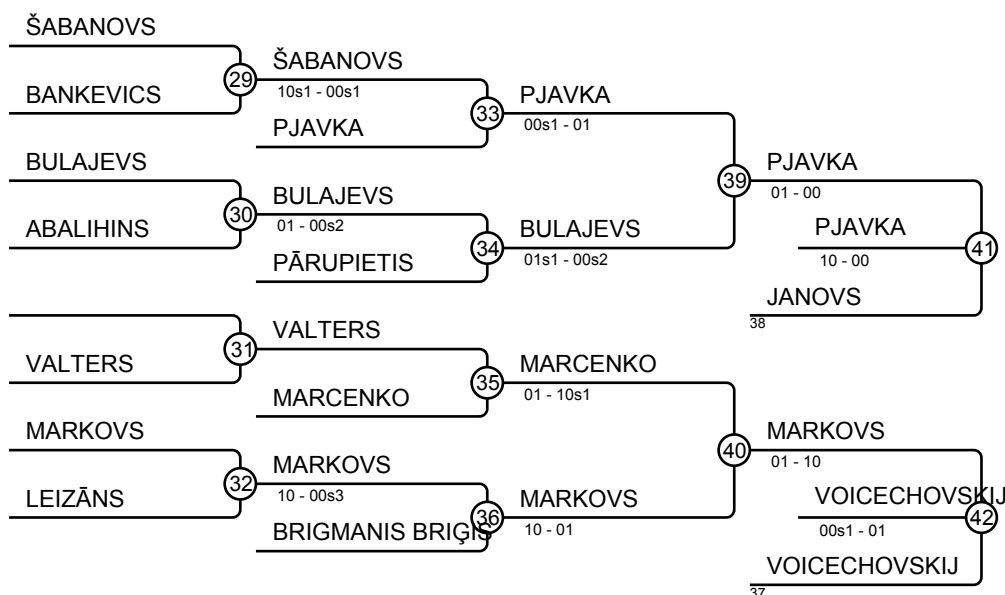 ŠABANOVS
BANKEVICS
29
ŠABANOVS
10s1 - 00s1
PJAVKA
33
PJAVKA
00s1 - 01
BULAJEVS
ABALIHINS
30
BULAJEVS
01 - 00s2
PĀRUPIETIS
34
BULAJEVS
01s1 - 00s2
39
PJAVKA
01 - 00
PJAVKA
10 - 00
41
JANOVS
38
VALTERS
31
VALTERS
MARCENKO
35
MARCENKO
01 - 10s1
MARKOVS
LEIZĀNS
32
MARKOVS
10 - 00s3
BRIGMANIS BRIĢIS
36
MARKOVS
10 - 01
40
MARKOVS
01 - 10
VOICECHOVSKIJ
00s1 - 01
42
VOICECHOVSKIJ
37